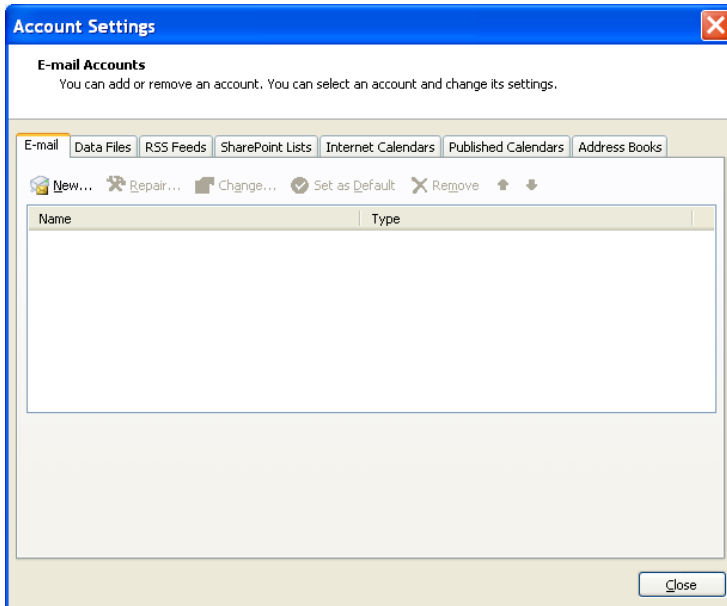 Account Settings
E-mail Accounts
You can add or remove an account. You can select an account and change its settings.
E-mail Data Files RSS Feeds SharePoint Lists Internet Calendars Published Calendars Address Books
New... Repair... Change... Set as Default Remove
Name Type
Close